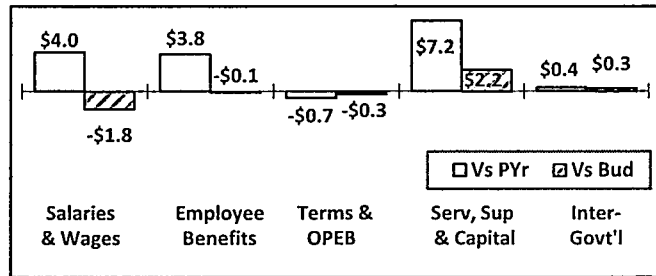 $4.0
-$1.8
$3.8
-$0.1
-$0.7
-$0.3
$7.2
$2.2
$0.4
$0.3
Vs PYr
Vs Bud
Salaries
& Wages
Employee
Benefits
Terms &
OPEB
Serv, Sup
& Capital
Inter-
Govt'l